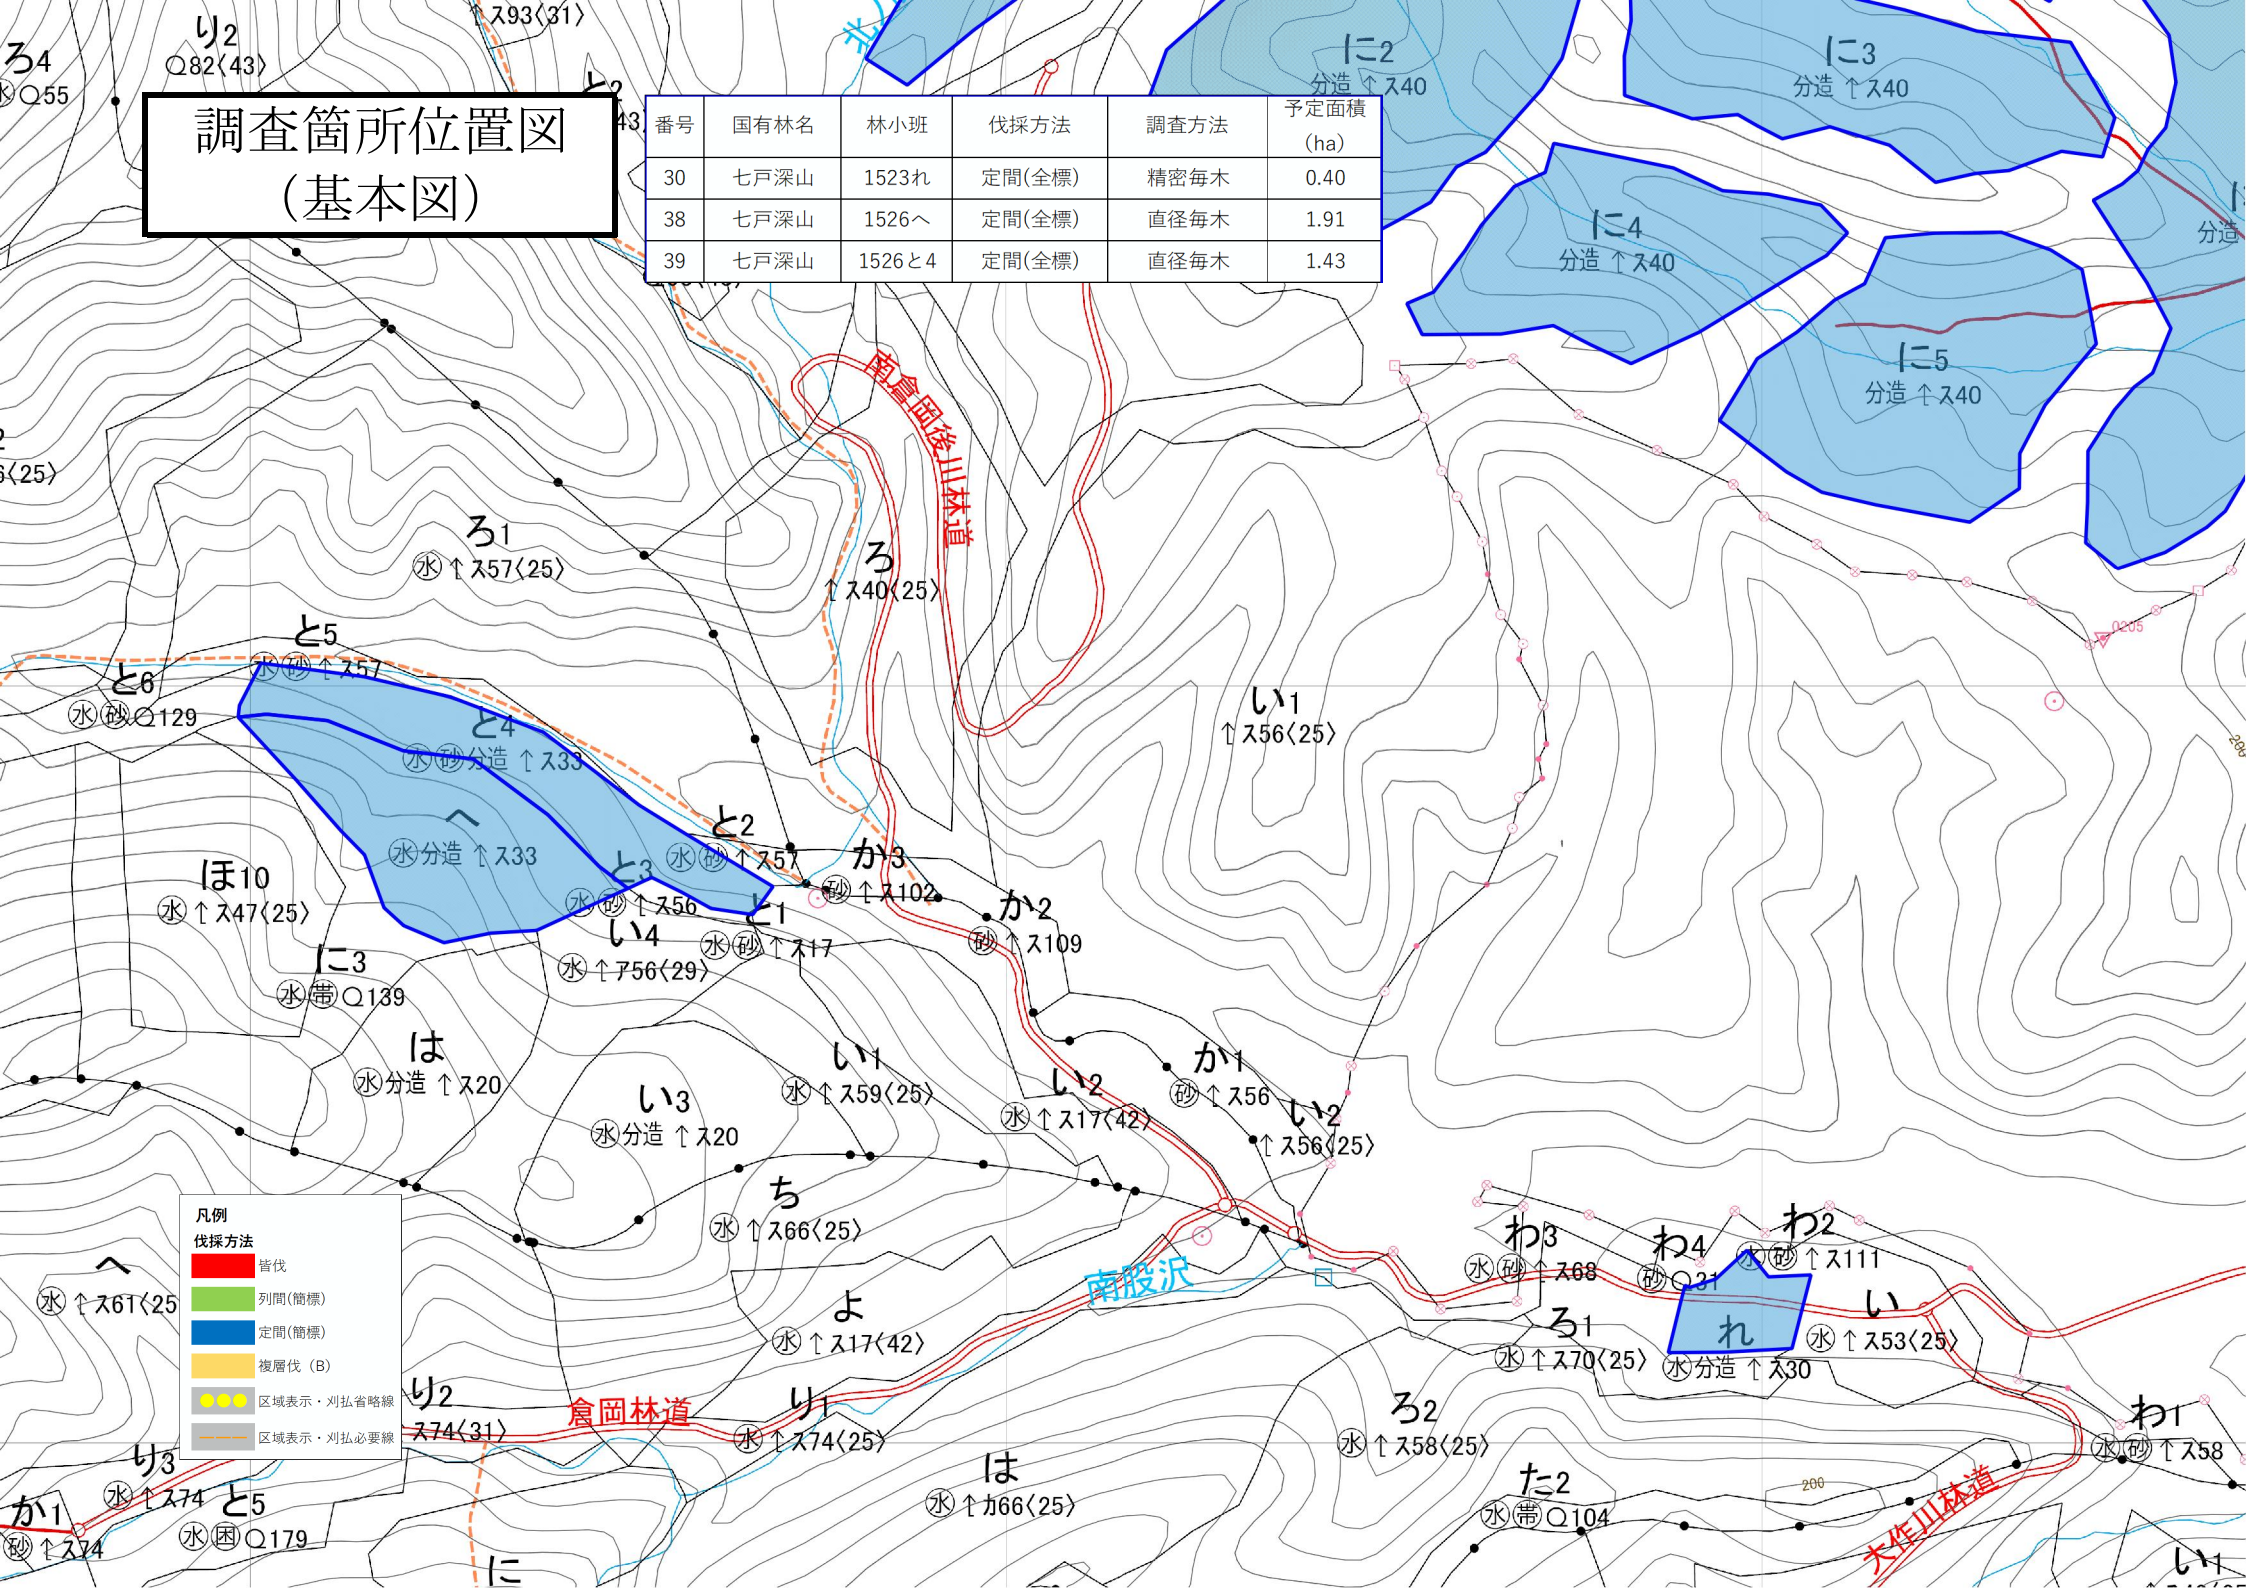 調査箇所位置図
（基本図）
番号 国有林名 林小班 伐採方法 調査方法 予定面積（ha）
30 七戸深山 1523れ 定間(全標) 精密毎木 0.40
38 七戸深山 1526へ 定間(全標) 直径毎木 1.91
39 七戸深山 1526と4 定間(全標) 直径毎木 1.43
↑ス93〈31〉
り2
Q82〈43〉
ろ4
Q55
と2
に2
分造 ↑ス40
に3
分造 ↑ス40
に4
分造 ↑ス40
分造
に5
分造 ↑ス40
南倉岡後川林道
〈25〉
ろ1
水 ↑ス57〈25〉
ろ
↑ス40〈25〉
0205
と5
水 砂 ↑ス57
と6
水 砂 Q129
と4
水 砂 分造 ↑ス33
い1
↑ス56〈25〉
へ
水 分造 ↑ス33
と2
水 砂 ↑ス57
か3
砂 ↑ス102
と3
水 砂 ↑ス56
ほ10
水 ↑ス47〈25〉
と1
水 砂 ↑ス17
か2
砂 ↑ス109
い4
水 ↑ア56〈29〉
に3
水 帯 Q139
は
水 分造 ↑ス20
い1
水 ↑ス59〈25〉
い2
水 ↑ス17〈42〉
か1
砂 ↑ス56
い3
水 分造 ↑ス20
い2
↑ス56〈25〉
ち
水 ↑ス66〈25〉
わ3
水 砂 ↑ス68
わ4
砂 Q31
わ2
水 砂 ↑ス111
南股沢
へ
水 ↑ス61〈25
よ
水 ↑ス17〈42〉
ろ1
水 ↑ス70〈25〉
れ
水 分造 ↑ス30
い
水 ↑ス53〈25〉
凡例
伐採方法
皆伐
列間(簡標)
定間(簡標)
複層伐（B）
区域表示・刈払省略線
区域表示・刈払必要線
り2
ス74〈31〉
倉岡林道
り1
水 ↑ス74〈25〉
ろ2
水 ↑ス58〈25〉
わ1
水 砂 ↑ス58
り3
水 ↑ス74
は
水 ↑カ66〈25〉
た2
水 帯 Q104
200
大作川林道
か1
砂 ↑ス74
と5
水 困 Q179
に
い1